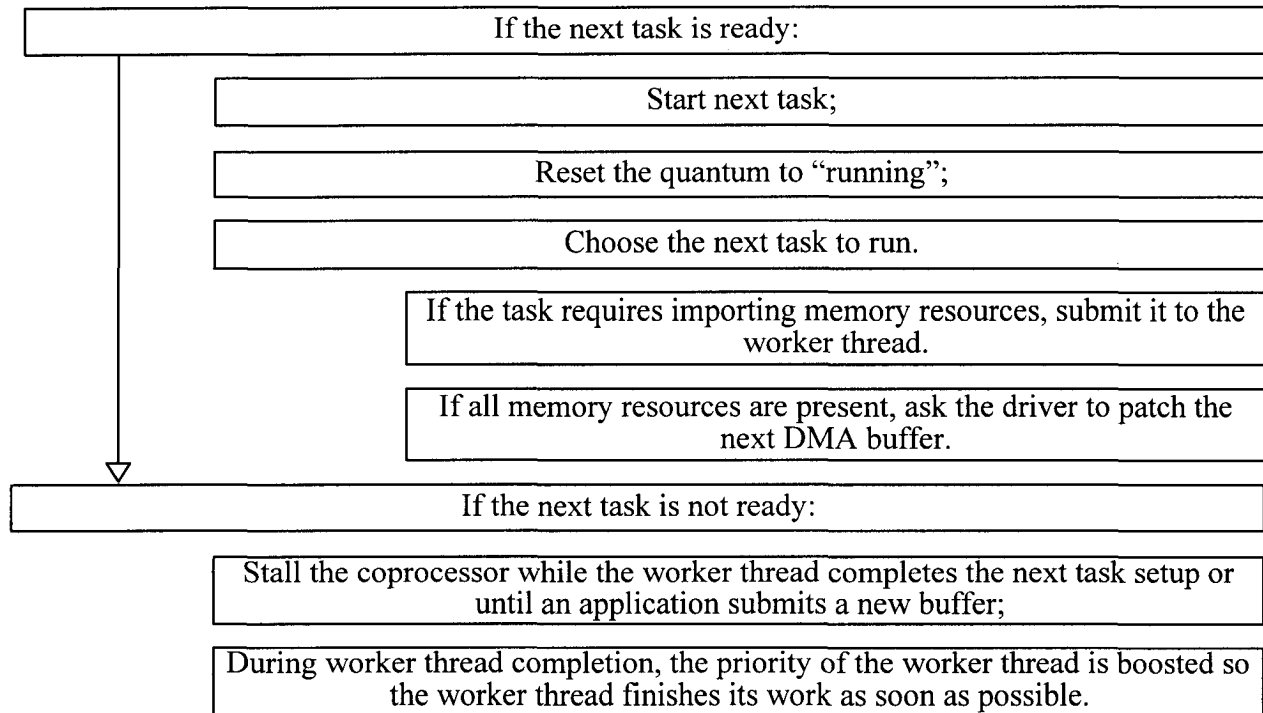 If the next task is ready:
Start next task;
Reset the quantum to “running”;
Choose the next task to run.
If the task requires importing memory resources, submit it to the
worker thread.
If all memory resources are present, ask the driver to patch the
next DMA buffer.
If the next task is not ready:
Stall the coprocessor while the worker thread completes the next task setup or
until an application submits a new buffer;
During worker thread completion, the priority of the worker thread is boosted so
the worker thread finishes its work as soon as possible.